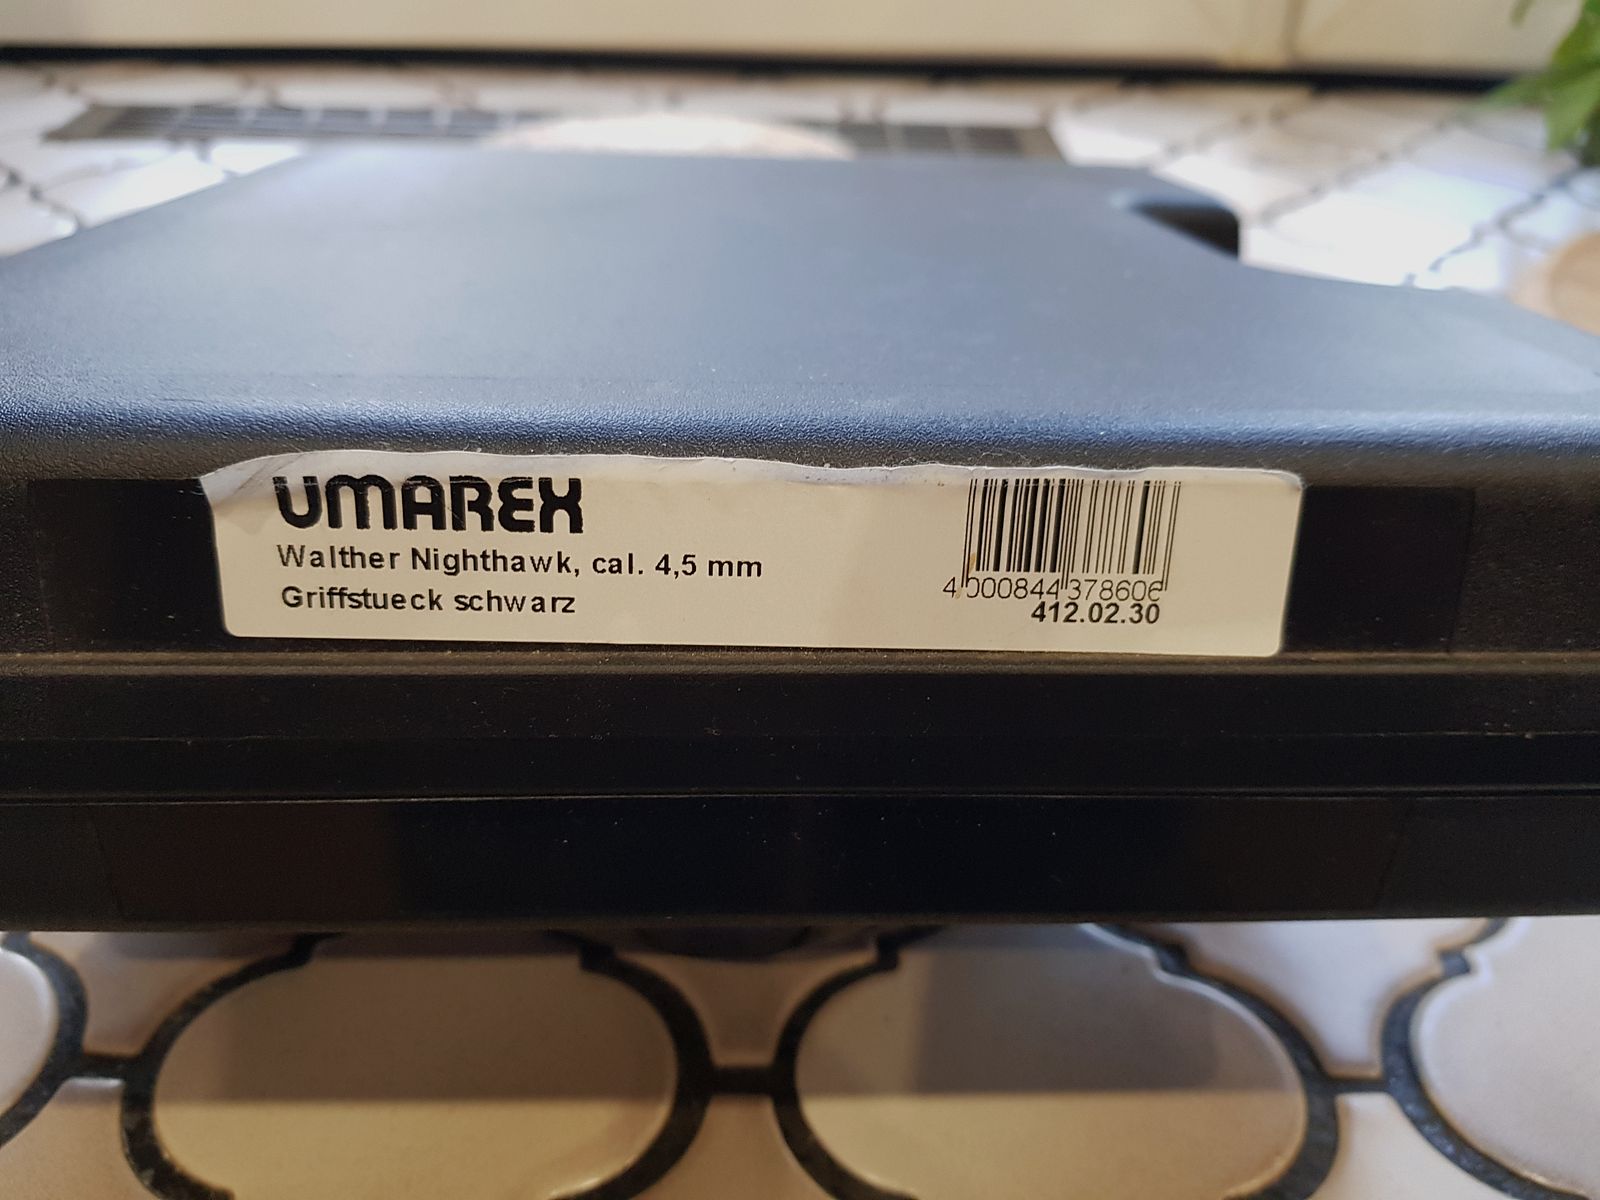 UMAREX
Walther Nighthawk, cal. 4,5 mm
Griffstueck schwarz
4 000844 378606
412.02.30